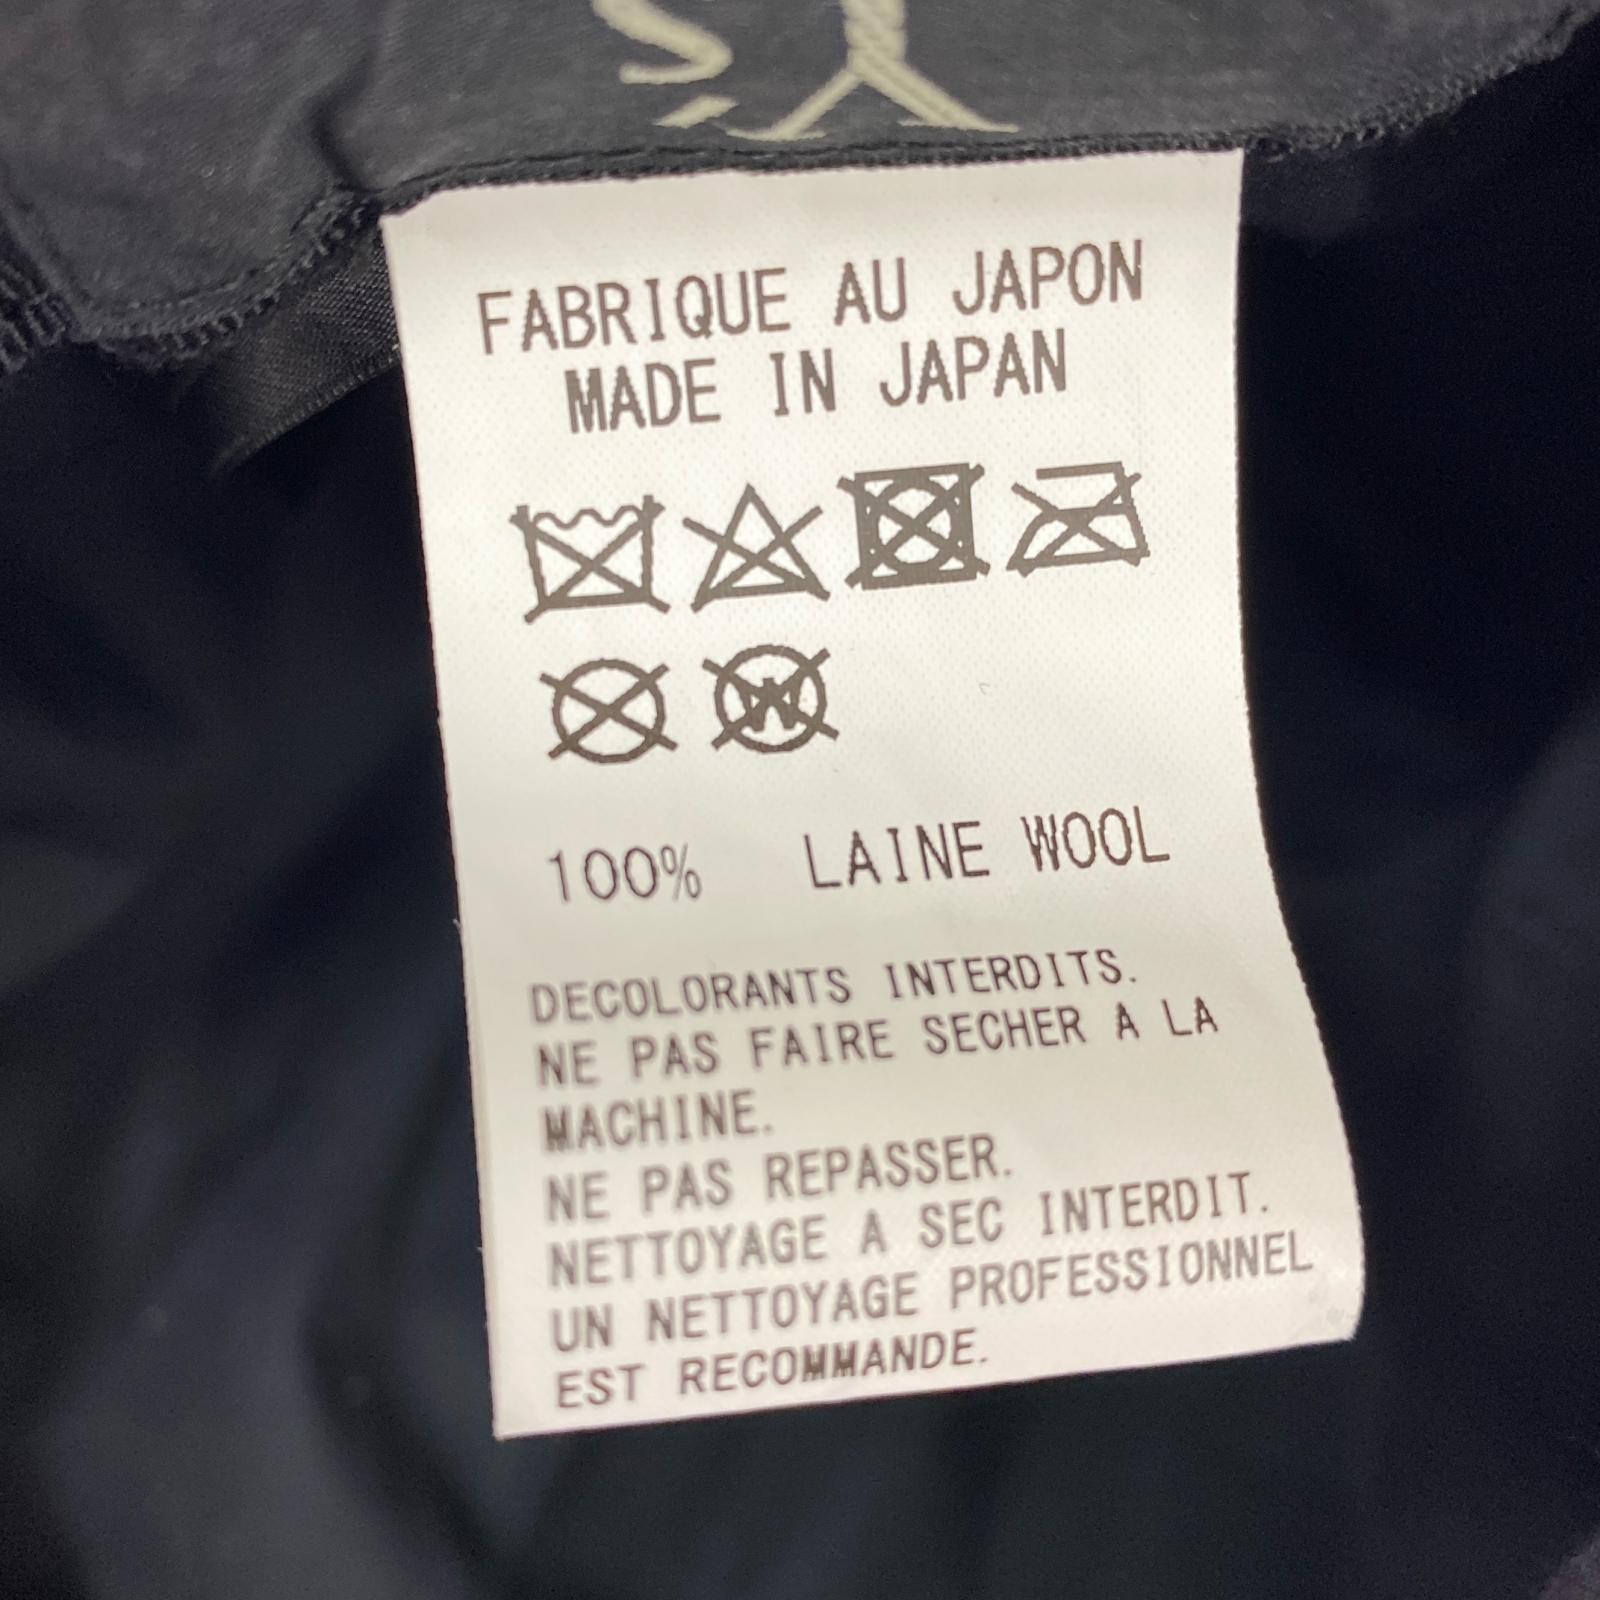 FABRIQUE AU JAPON
MADE IN JAPAN
W
100% LAINE WOOL
DECOLORANTS INTERDITS.
NE PAS FAIRE SECHER A LA
MACHINE.
NE PAS REPASSER.
NETTOYAGE A SEC INTERDIT.
UN NETTOYAGE PROFESSIONNEL
EST RECOMMANDE.